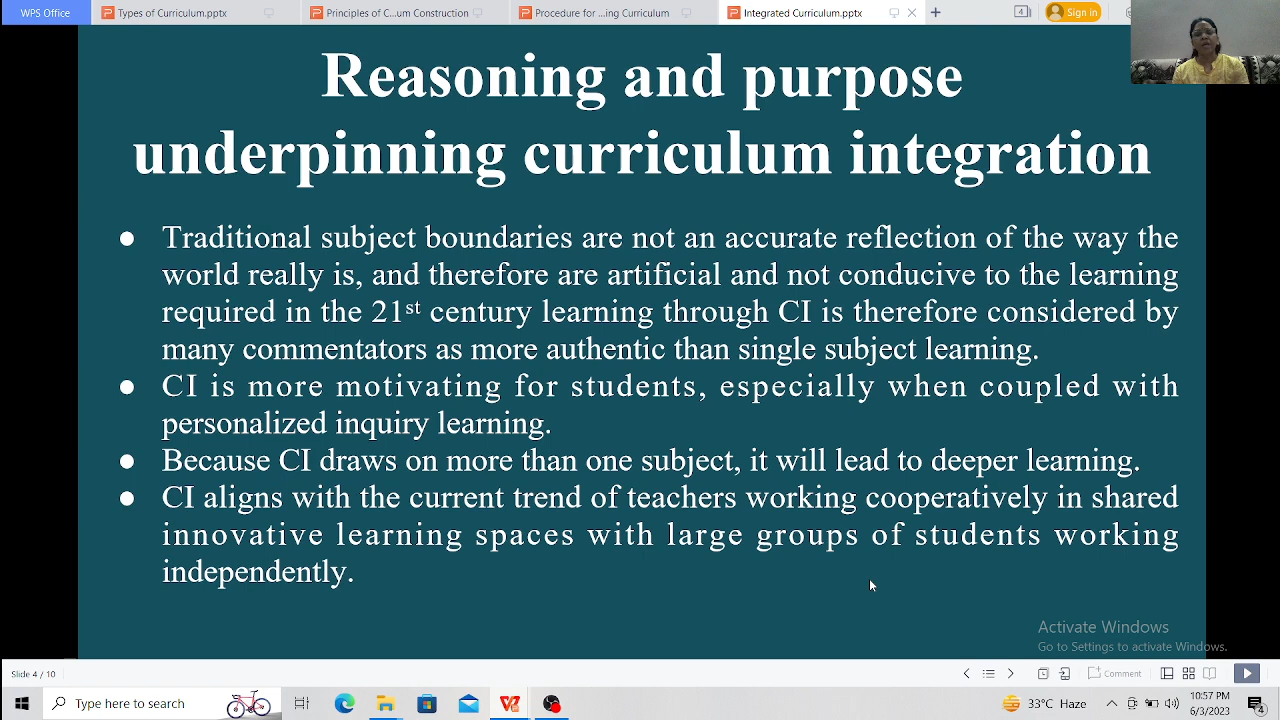 WPS Office
Types of Curriculum.pptx
Principles of C...um Construction
Procedure for ...ing Curriculum
Integrated Curriculum.pptx
Sign in
Reasoning and purpose
underpinning curriculum integration
● Traditional subject boundaries are not an accurate reflection of the way the
world really is, and therefore are artificial and not conducive to the learning
required in the 21st century learning through CI is therefore considered by
many commentators as more authentic than single subject learning.
● CI is more motivating for students, especially when coupled with
personalized inquiry learning.
● Because CI draws on more than one subject, it will lead to deeper learning.
● CI aligns with the current trend of teachers working cooperatively in shared
innovative learning spaces with large groups of students working
independently.
Activate Windows
Go to Settings to activate Windows.
Slide 4 / 10
Comment
Type here to search
33°C Haze
10:57 PM
6/3/2023
4